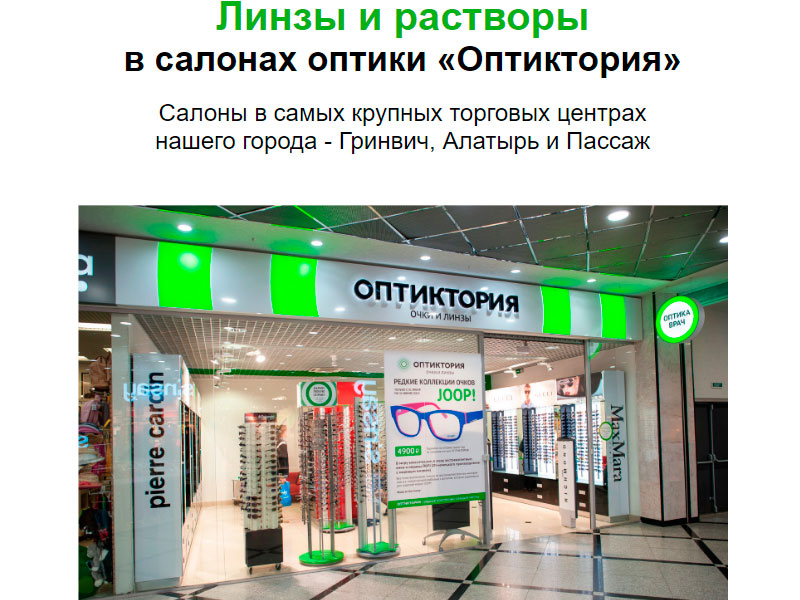 Линзы и растворы
в салонах оптики «Оптиктория»
Салоны в самых крупных торговых центрах
нашего города - Гринвич, Алатырь и Пассаж
ОПТИКТОРИЯ
ОЧКИ И ЛИНЗЫ
ОПТИКА
ВРАЧ
pierre cardin
ОПТИКТОРИЯ
РЕДКИЕ КОЛЛЕКЦИИ ОЧКОВ
JOOP!
4900 ₽
MaxMara